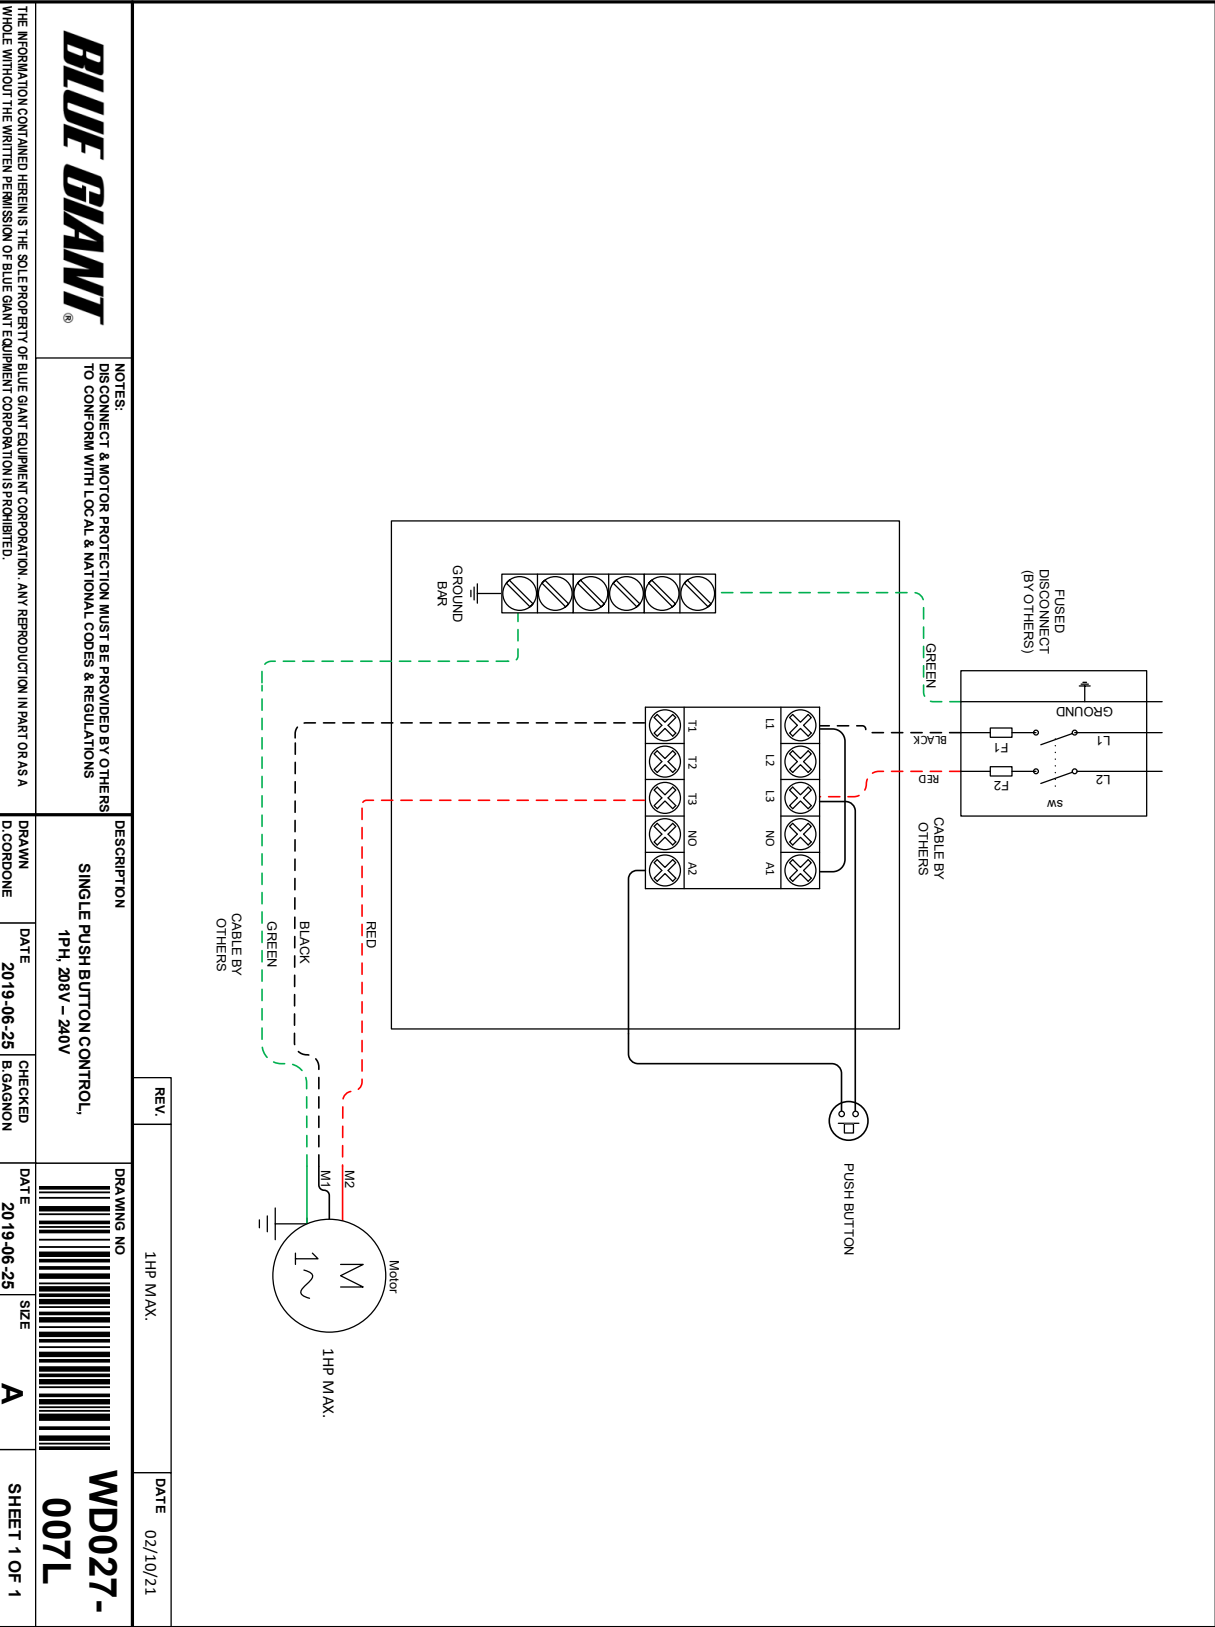 FUSED
DISCONNECT
(BY OTHERS)
GROUND
L1
L2
F1
F2
SW
GREEN
BLACK
RED
CABLE BY
OTHERS
L1
L2
L3
NO
A1
T1
T2
T3
NO
A2
GROUND
BAR
PUSH BUTTON
RED
BLACK
GREEN
CABLE BY
OTHERS
M2
M1
Motor
M
1~
1HP MAX.
REV.
1HP MAX.
DATE 02/10/21
BLUE GIANT®
NOTES:
DISCONNECT & MOTOR PROTECTION MUST BE PROVIDED BY OTHERS
TO CONFORM WITH LOCAL & NATIONAL CODES & REGULATIONS
DESCRIPTION
SINGLE PUSH BUTTON CONTROL,
1PH, 208V – 240V
DRAWING NO
WD027-
007L
THE INFORMATION CONTAINED HEREIN IS THE SOLE PROPERTY OF BLUE GIANT EQUIPMENT CORPORATION. ANY REPRODUCTION IN PART OR AS A
WHOLE WITHOUT THE WRITTEN PERMISSION OF BLUE GIANT EQUIPMENT CORPORATION IS PROHIBITED.
DRAWN
D.CORDONE
DATE
2019-06-25
CHECKED
B.GAGNON
DATE
2019-06-25
SIZE
A
SHEET 1 OF 1